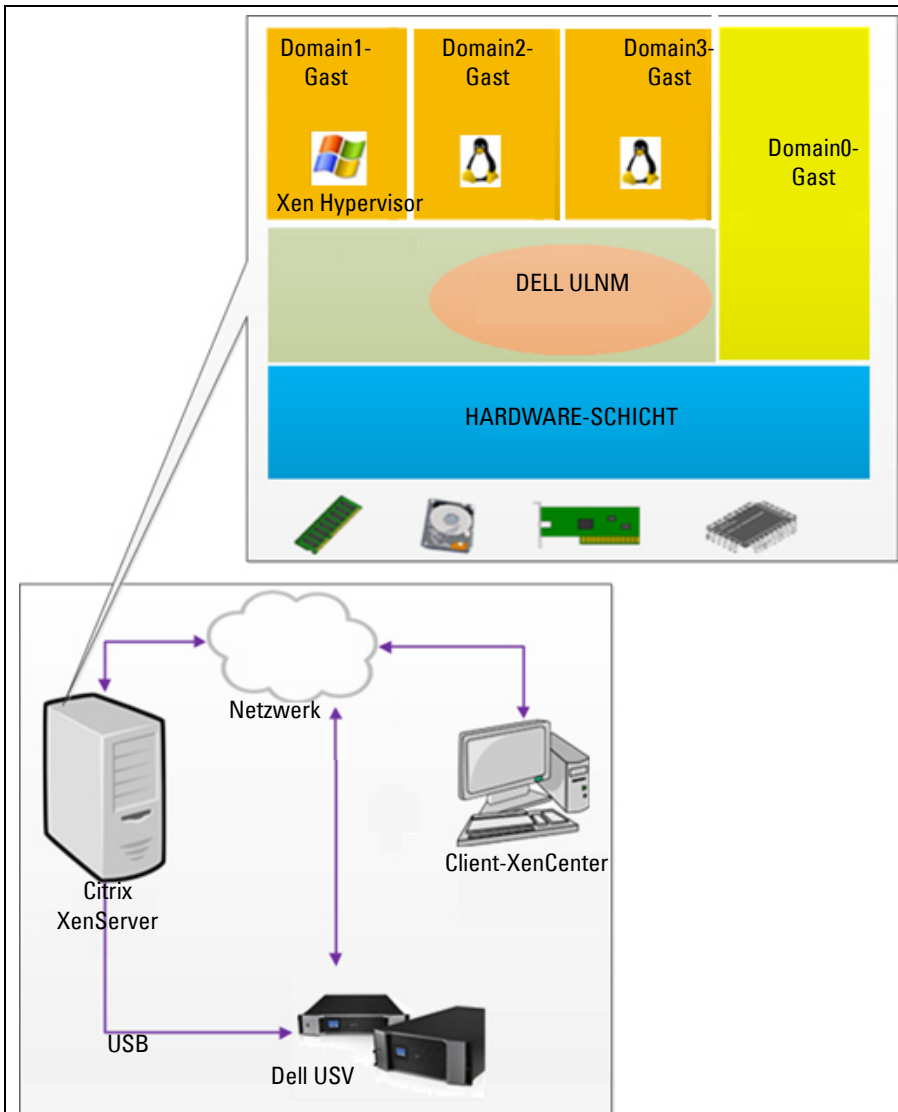 Domain1-
Gast
Domain2-
Gast
Domain3-
Gast
Domain0-
Gast
Xen Hypervisor
DELL ULNM
HARDWARE-SCHICHT
Netzwerk
Client-XenCenter
Citrix
XenServer
USB
Dell USV